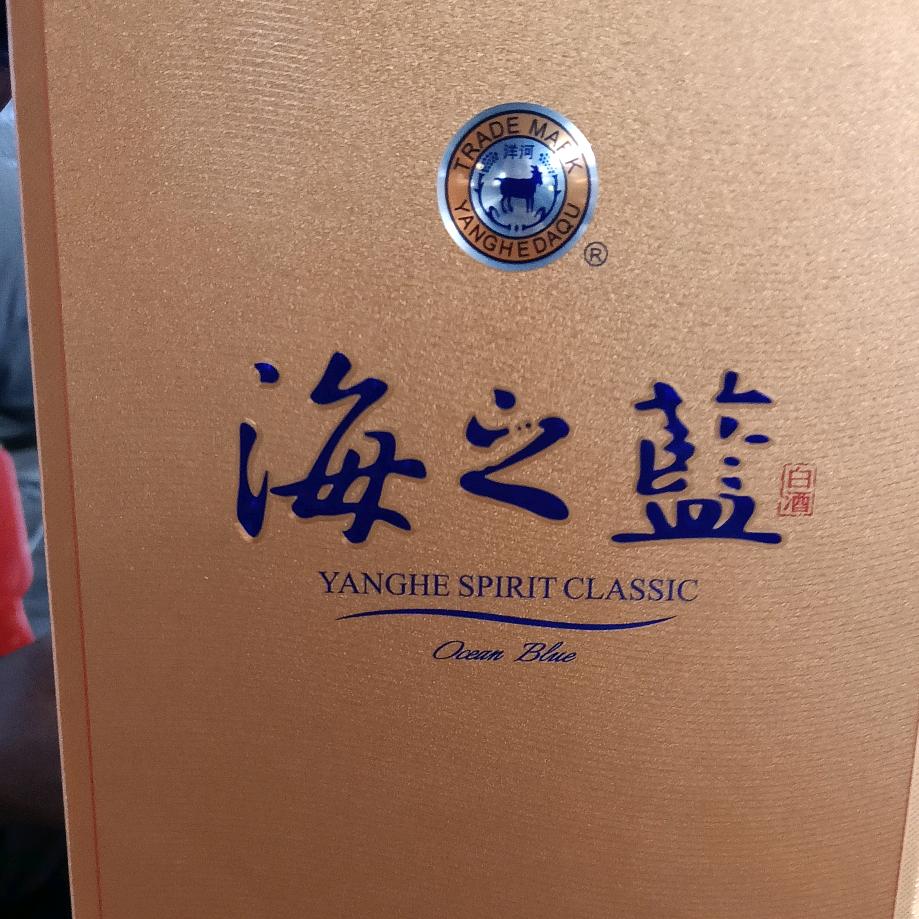 TRADE MARK
洋河
YANGHEDAQU
®
海之藍
白酒
YANGHE SPIRIT CLASSIC
Ocean Blue